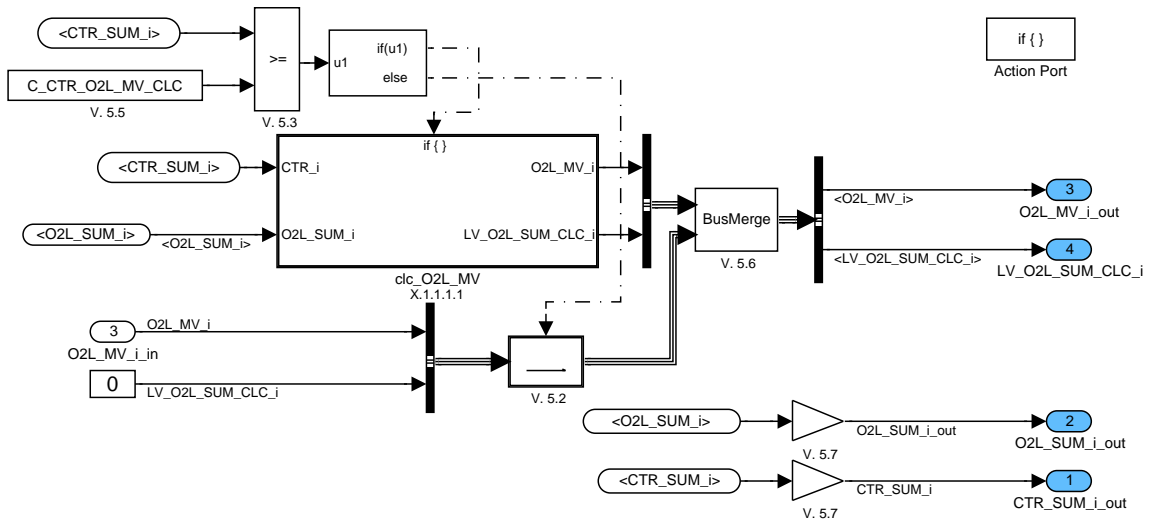 <CTR_SUM_i>
C_CTR_O2L_MV_CLC
V. 5.5
>=
V. 5.3
u1
if(u1)
else
if { }
Action Port
if { }
<CTR_SUM_i>
CTR_i
O2L_MV_i
<O2L_SUM_i>
<O2L_SUM_i>
O2L_SUM_i
LV_O2L_SUM_CLC_i
clc_O2L_MV
X.1.1.1.1
BusMerge
V. 5.6
<O2L_MV_i>
3
O2L_MV_i_out
<LV_O2L_SUM_CLC_i>
4
LV_O2L_SUM_CLC_i
3
O2L_MV_i_in
O2L_MV_i
0
LV_O2L_SUM_CLC_i
V. 5.2
<O2L_SUM_i>
V. 5.7
O2L_SUM_i_out
2
O2L_SUM_i_out
<CTR_SUM_i>
V. 5.7
CTR_SUM_i
1
CTR_SUM_i_out